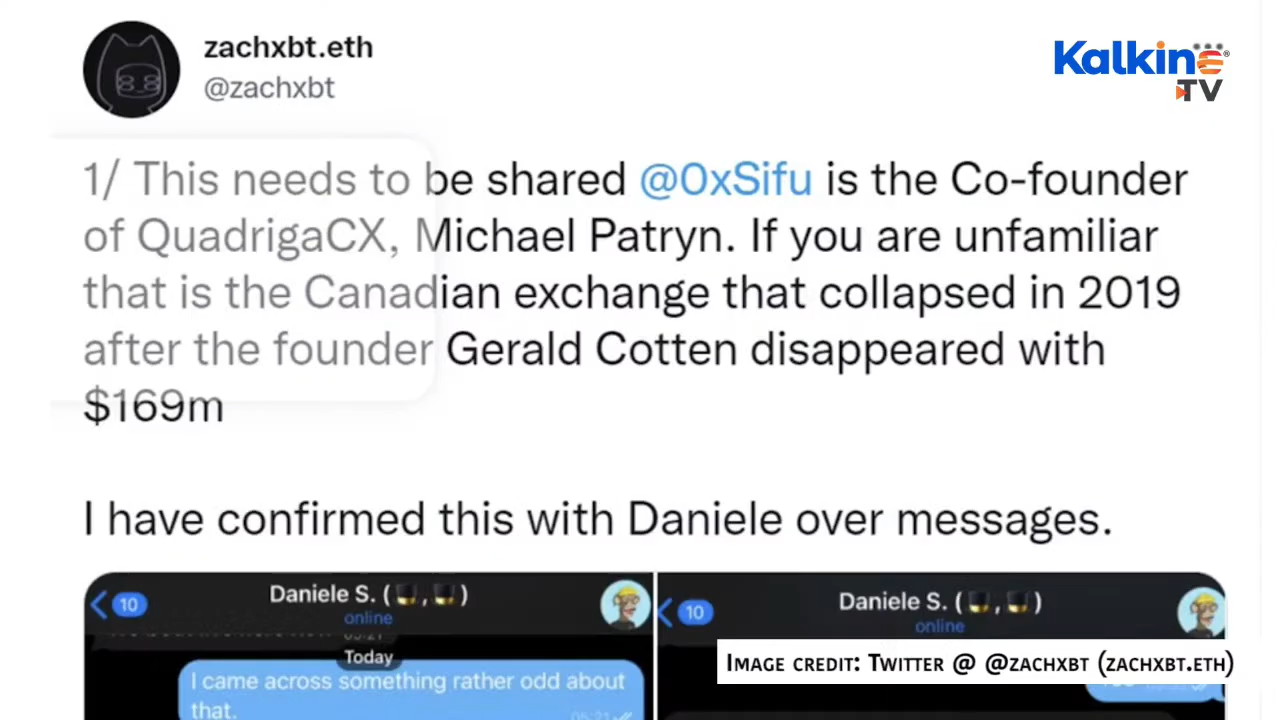 zachxbt.eth
@zachxbt
Kalkine
TV
1/ This needs to be shared @0xSifu is the Co-founder
of QuadrigaCX, Michael Patryn. If you are unfamiliar
that is the Canadian exchange that collapsed in 2019
after the founder Gerald Cotten disappeared with
$169m
I have confirmed this with Daniele over messages.
10
Daniele S. (🎩,🎩)
online
Today
I came across something rather odd about
that.
05:21
10
Daniele S. (🎩,🎩)
online
Image credit: Twitter @ @zachxbt (zachxbt.eth)